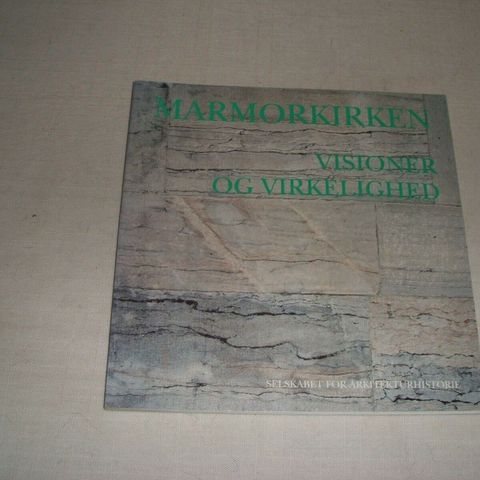 MARMORKIRKEN
VISIONER
OG VIRKELIGHED
SELSKABET FOR ARKITEKTURHISTORIE